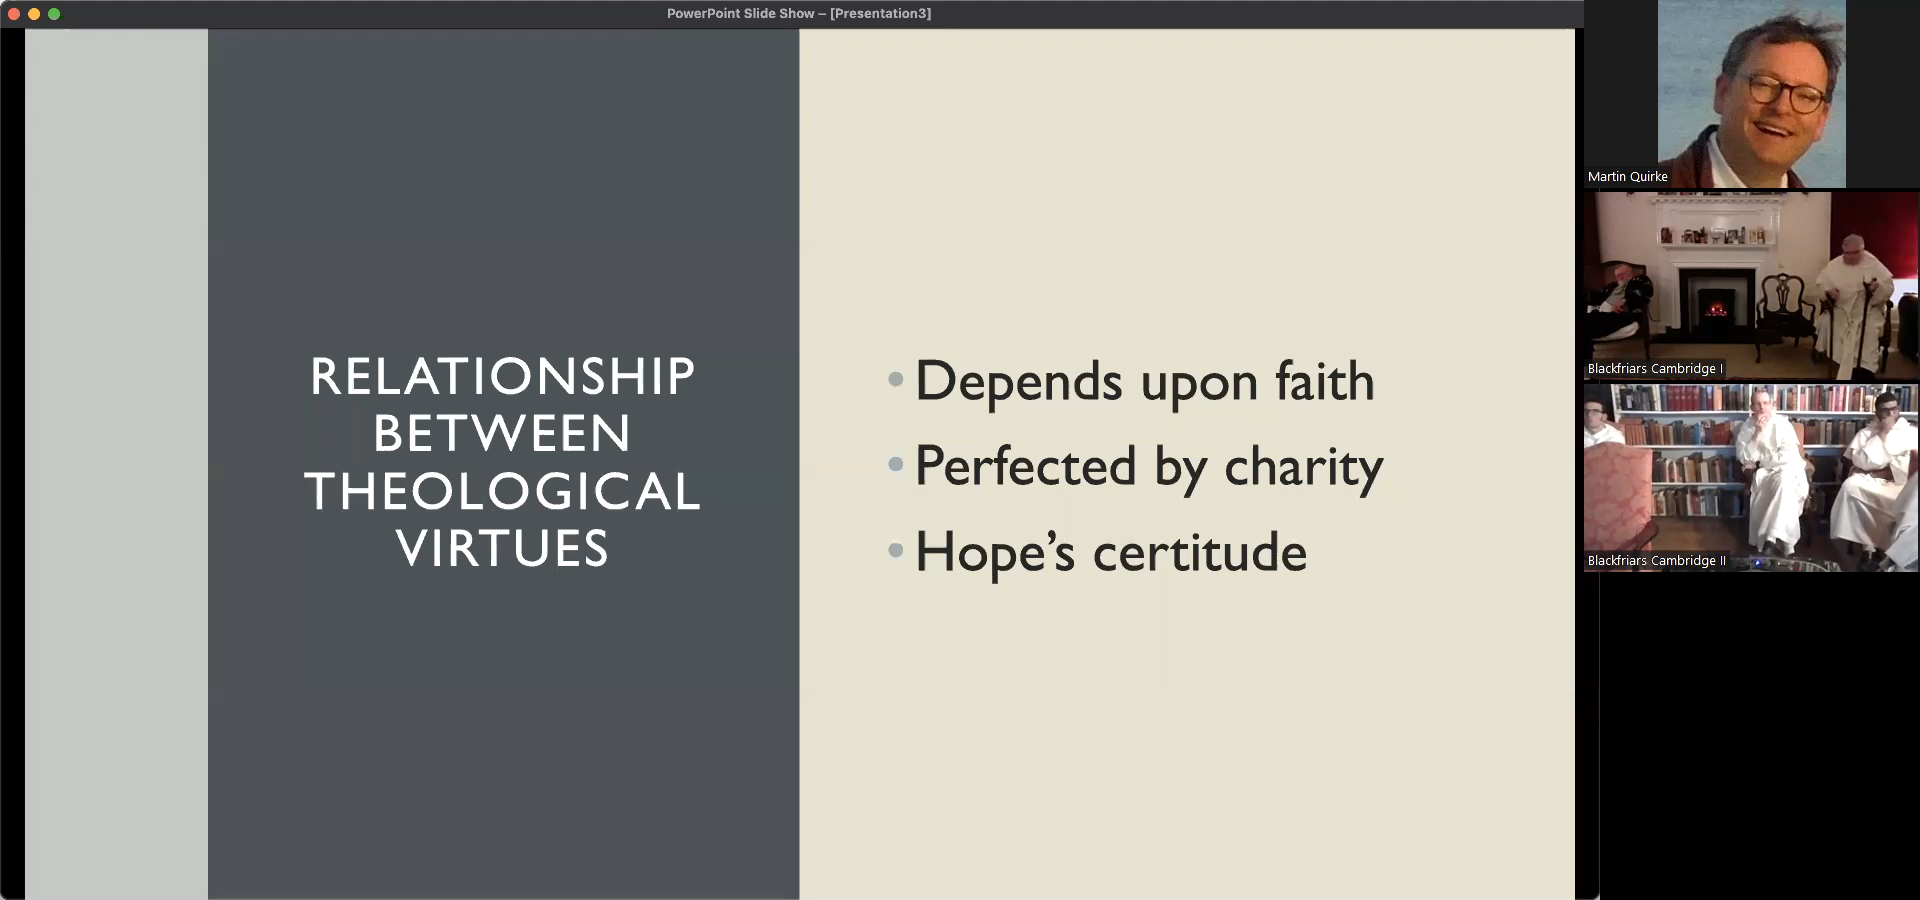 PowerPoint Slide Show – [Presentation3]
RELATIONSHIP
BETWEEN
THEOLOGICAL
VIRTUES
• Depends upon faith
• Perfected by charity
• Hope’s certitude
Martin Quirke
Blackfriars Cambridge I
Blackfriars Cambridge II